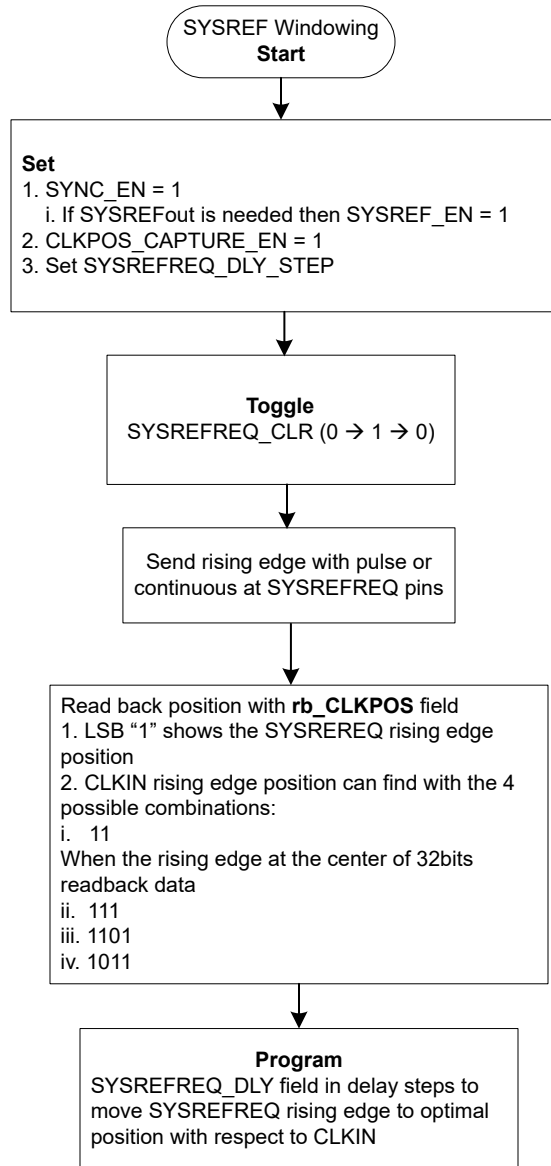 SYSREF Windowing
Start
Set
1. SYNC_EN = 1
i. If SYSREFout is needed then SYSREF_EN = 1
2. CLKPOS_CAPTURE_EN = 1
3. Set SYSREFREQ_DLY_STEP
Toggle
SYSREFREQ_CLR (0 → 1 → 0)
Send rising edge with pulse or
continuous at SYSREFREQ pins
Read back position with rb_CLKPOS field
1. LSB “1” shows the SYSREREQ rising edge
position
2. CLKIN rising edge position can find with the 4
possible combinations:
i. 11
When the rising edge at the center of 32bits
readback data
ii. 111
iii. 1101
iv. 1011
Program
SYSREFREQ_DLY field in delay steps to
move SYSREFREQ rising edge to optimal
position with respect to CLKIN